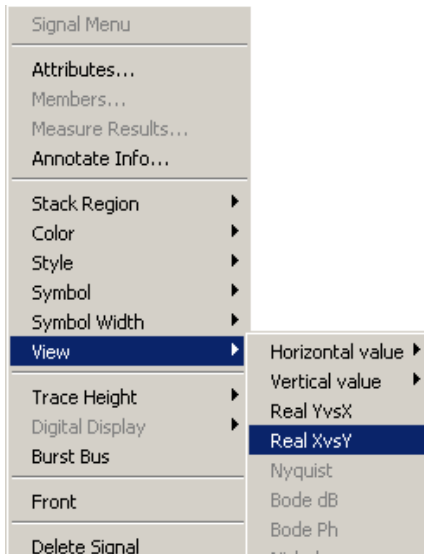 Signal Menu
Attributes...
Members...
Measure Results...
Annotate Info...
Stack Region
Color
Style
Symbol
Symbol Width
View
Trace Height
Digital Display
Burst Bus
Front
Delete Signal
Horizontal value
Vertical value
Real YvsX
Real XvsY
Nyquist
Bode dB
Bode Ph